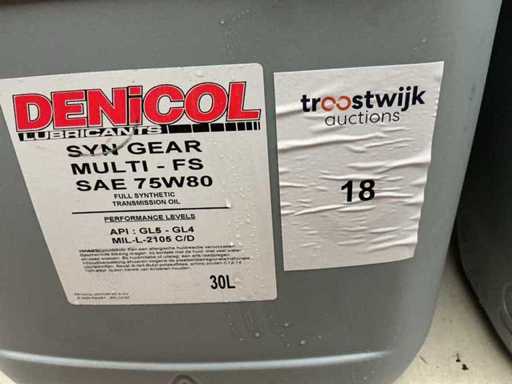 DENiCOL
LUBRICANTS
SYN GEAR
MULTI - FS
SAE 75W80
FULL SYNTHETIC
TRANSMISSION OIL
PERFORMANCE LEVELS
API : GL5 - GL4
MIL-L-2105 C/D
30L
troostwijk
auctions
18